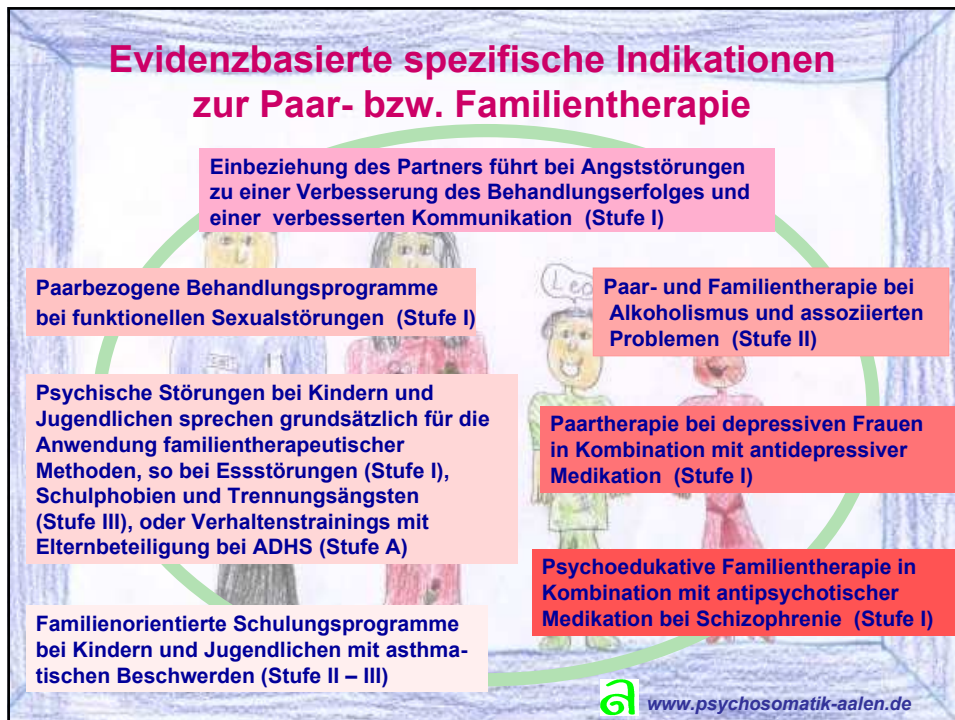 Evidenzbasierte spezifische Indikationen
zur Paar- bzw. Familientherapie
Einbeziehung des Partners führt bei Angststörungen
zu einer Verbesserung des Behandlungserfolges und
einer verbesserten Kommunikation (Stufe I)
Paarbezogene Behandlungsprogramme
bei funktionellen Sexualstörungen (Stufe I)
Leo
Paar- und Familientherapie bei
Alkoholismus und assoziierten
Problemen (Stufe II)
Psychische Störungen bei Kindern und
Jugendlichen sprechen grundsätzlich für die
Anwendung familientherapeutischer
Methoden, so bei Essstörungen (Stufe I),
Schulphobien und Trennungsängsten
(Stufe III), oder Verhaltenstrainings mit
Elternbeteiligung bei ADHS (Stufe A)
Paartherapie bei depressiven Frauen
in Kombination mit antidepressiver
Medikation (Stufe I)
Psychoedukative Familientherapie in
Kombination mit antipsychotischer
Medikation bei Schizophrenie (Stufe I)
Familienorientierte Schulungsprogramme
bei Kindern und Jugendlichen mit asthma-
tischen Beschwerden (Stufe II – III)
a www.psychosomatik-aalen.de